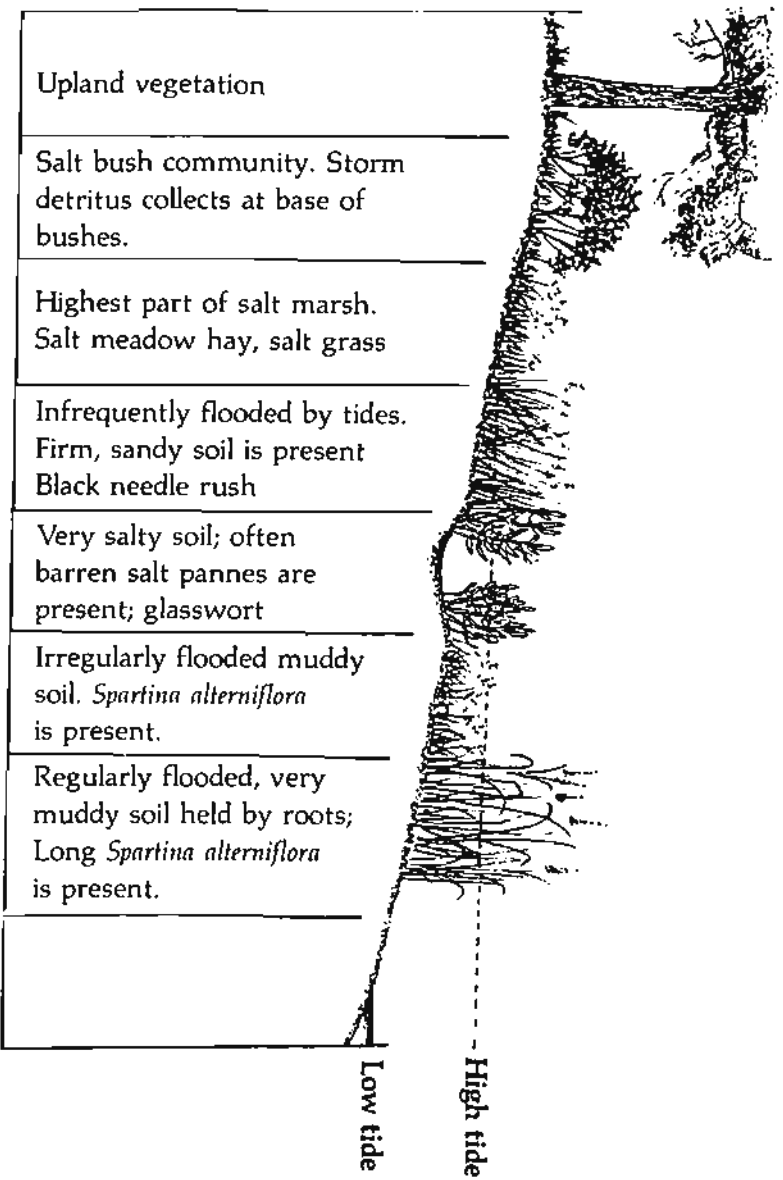 Upland vegetation
Salt bush community. Storm
detritus collects at base of
bushes.
Highest part of salt marsh.
Salt meadow hay, salt grass
Infrequently flooded by tides.
Firm, sandy soil is present
Black needle rush
Very salty soil; often
barren salt pannes are
present; glasswort
Irregularly flooded muddy
soil. Spartina alterniflora
is present.
Regularly flooded, very
muddy soil held by roots;
Long Spartina alterniflora
is present.
Low tide
High tide